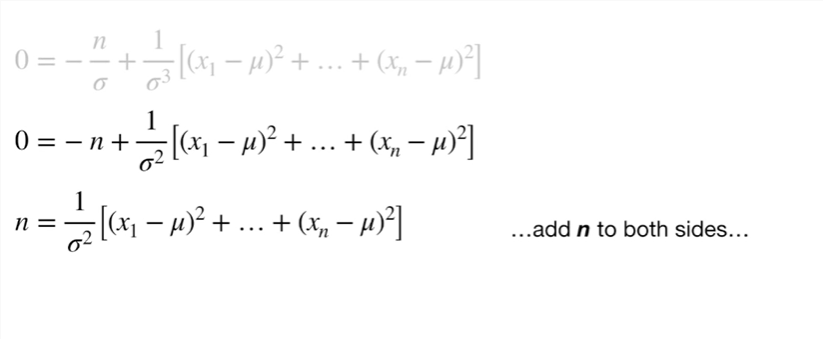 0 = − n/σ + 1/σ³ [(x₁ − μ)² + … + (xₙ − μ)²]
0 = − n + 1/σ² [(x₁ − μ)² + … + (xₙ − μ)²]
n = 1/σ² [(x₁ − μ)² + … + (xₙ − μ)²] …add n to both sides…